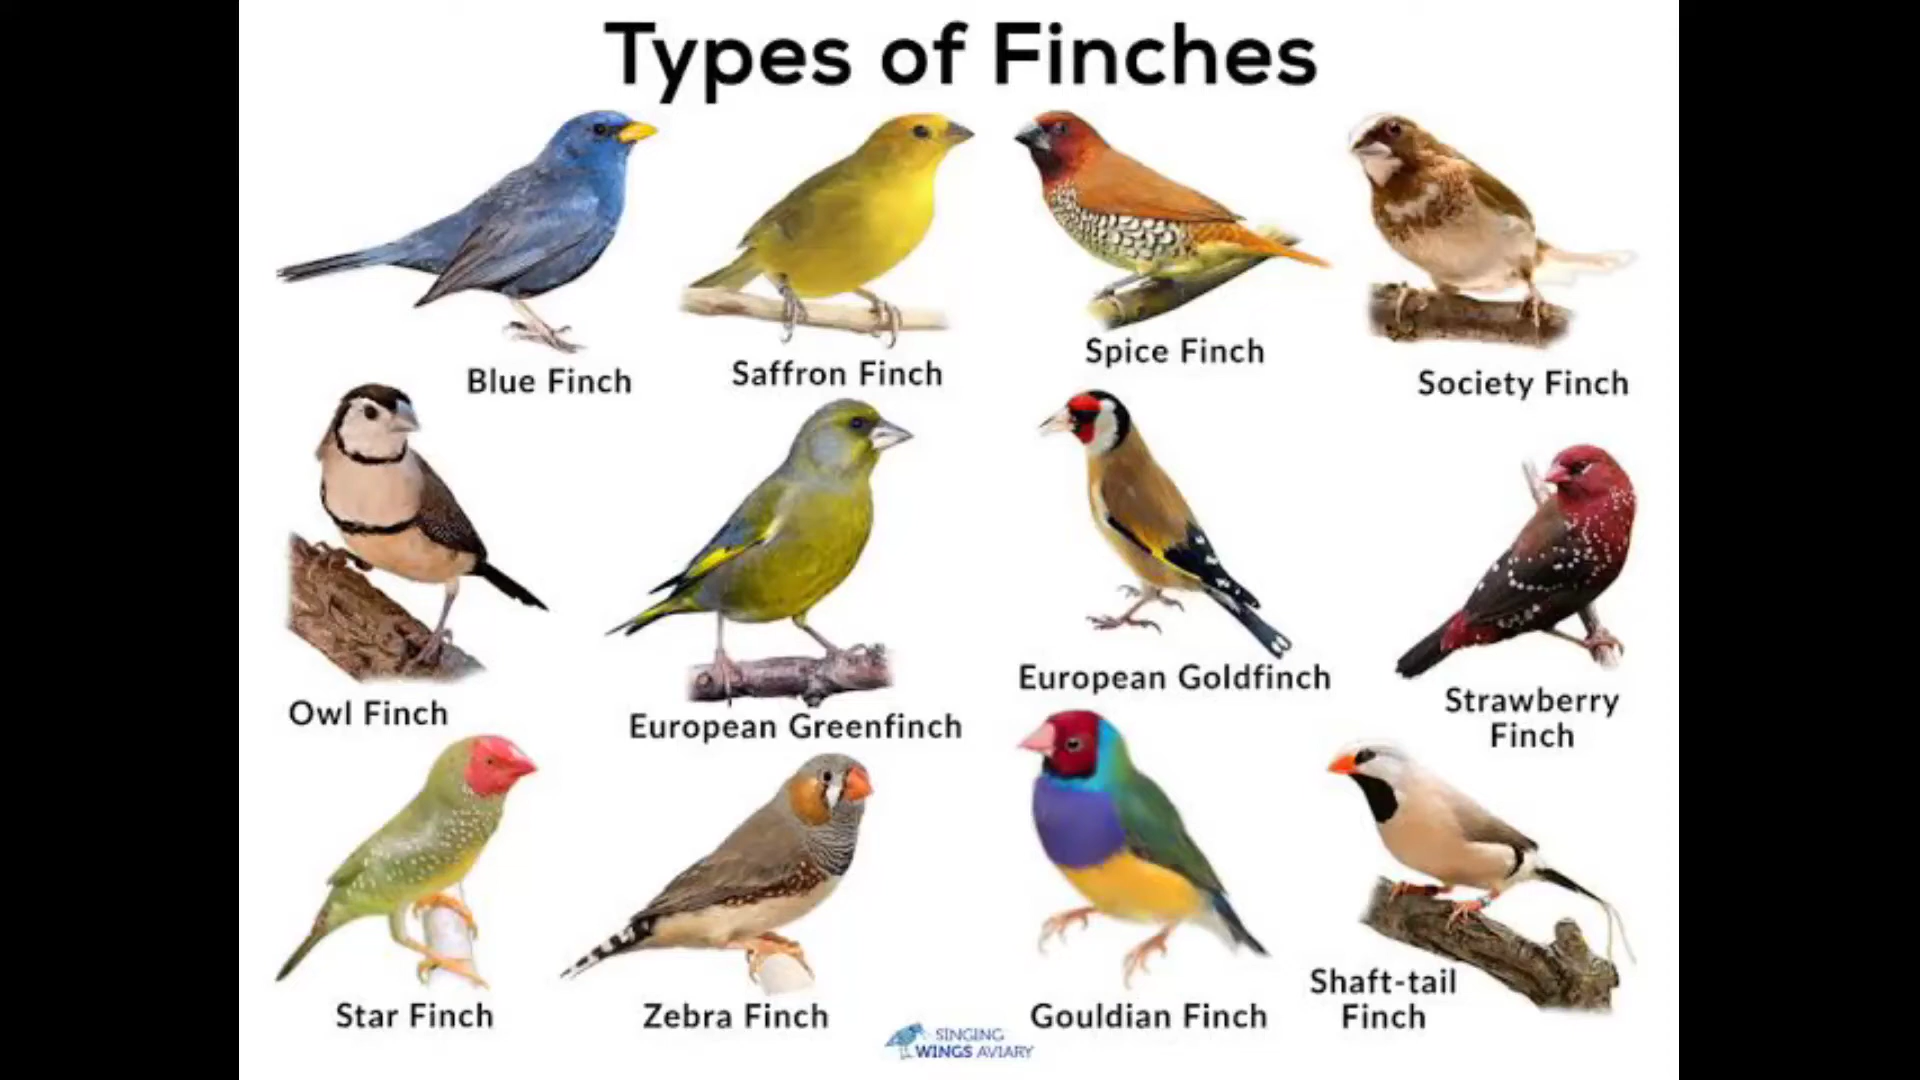 Types of Finches
Blue Finch
Saffron Finch
Spice Finch
Society Finch
Owl Finch
European Greenfinch
European Goldfinch
Strawberry
Finch
Star Finch
Zebra Finch
Gouldian Finch
Shaft-tail
Finch
SINGING
WINGS AVIARY